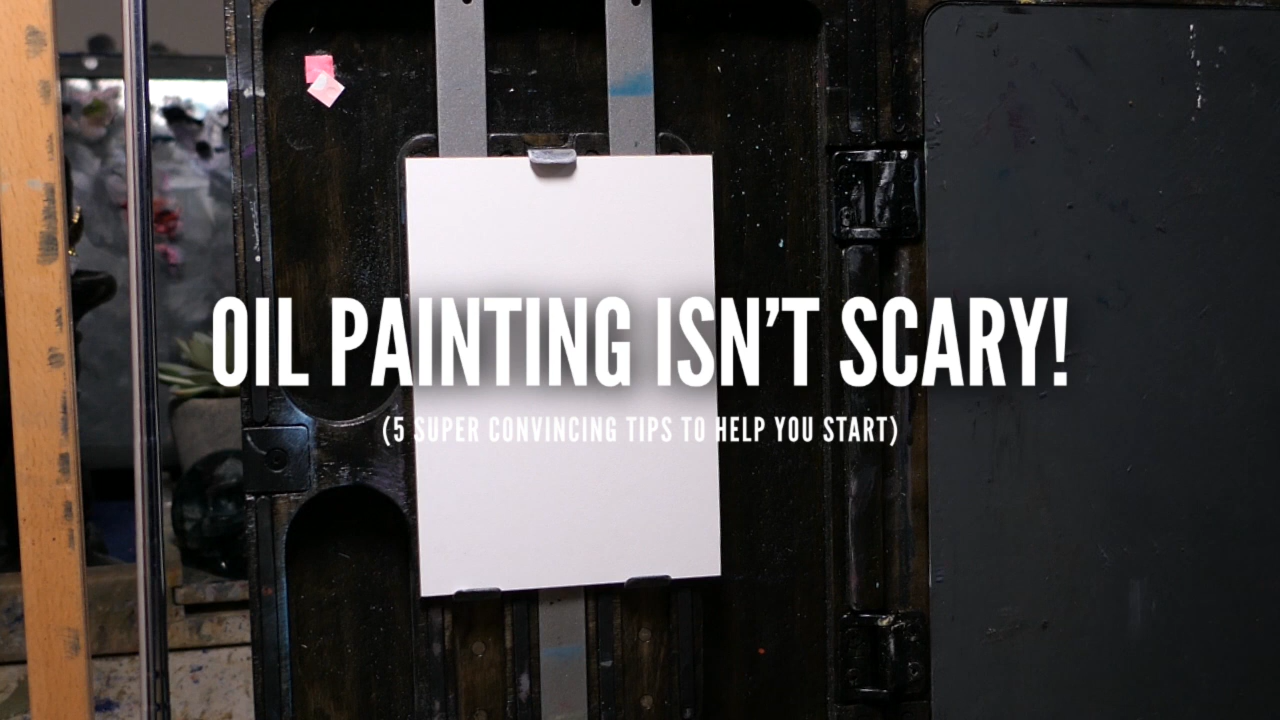 OIL PAINTING ISN'T SCARY!
(5 SUPER CONVINCING TIPS TO HELP YOU START)